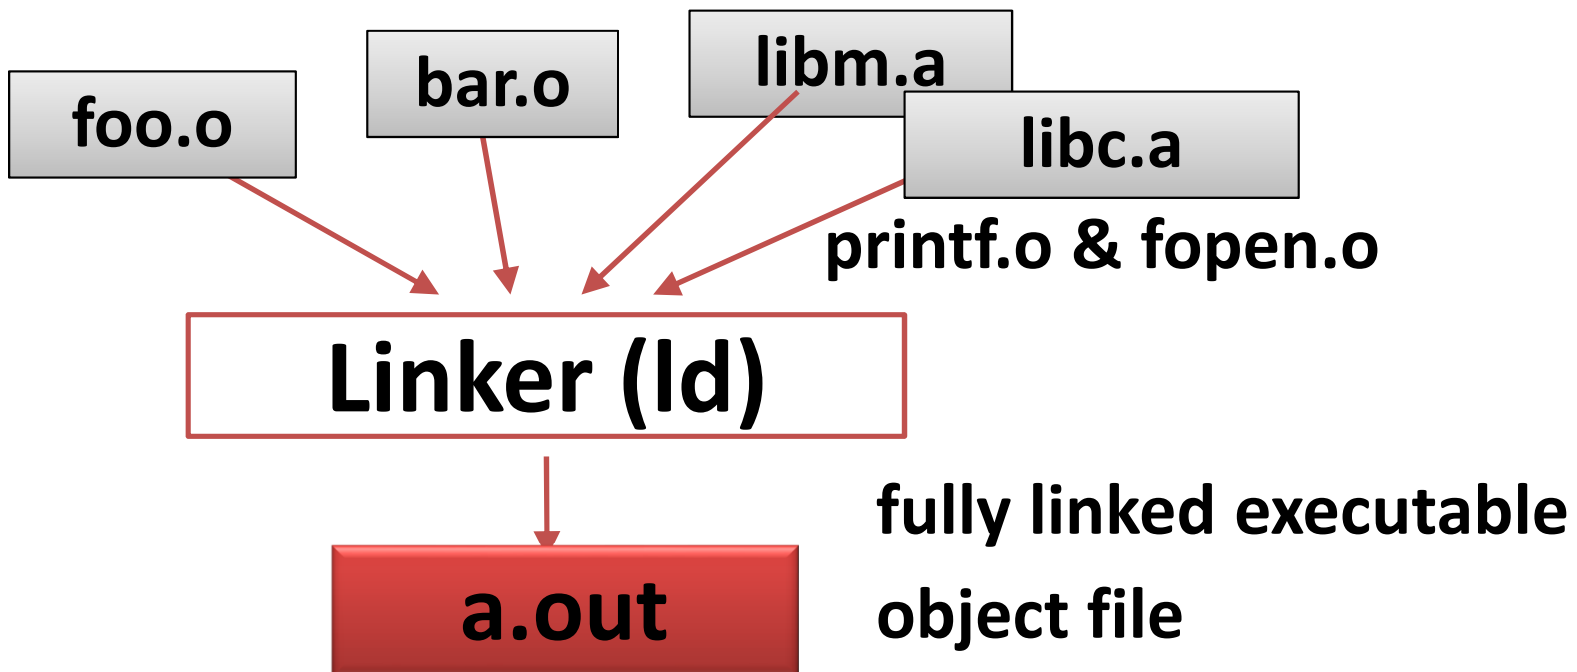 foo.o
bar.o
libm.a
libc.a
printf.o & fopen.o
Linker (ld)
fully linked executable
a.out
object file